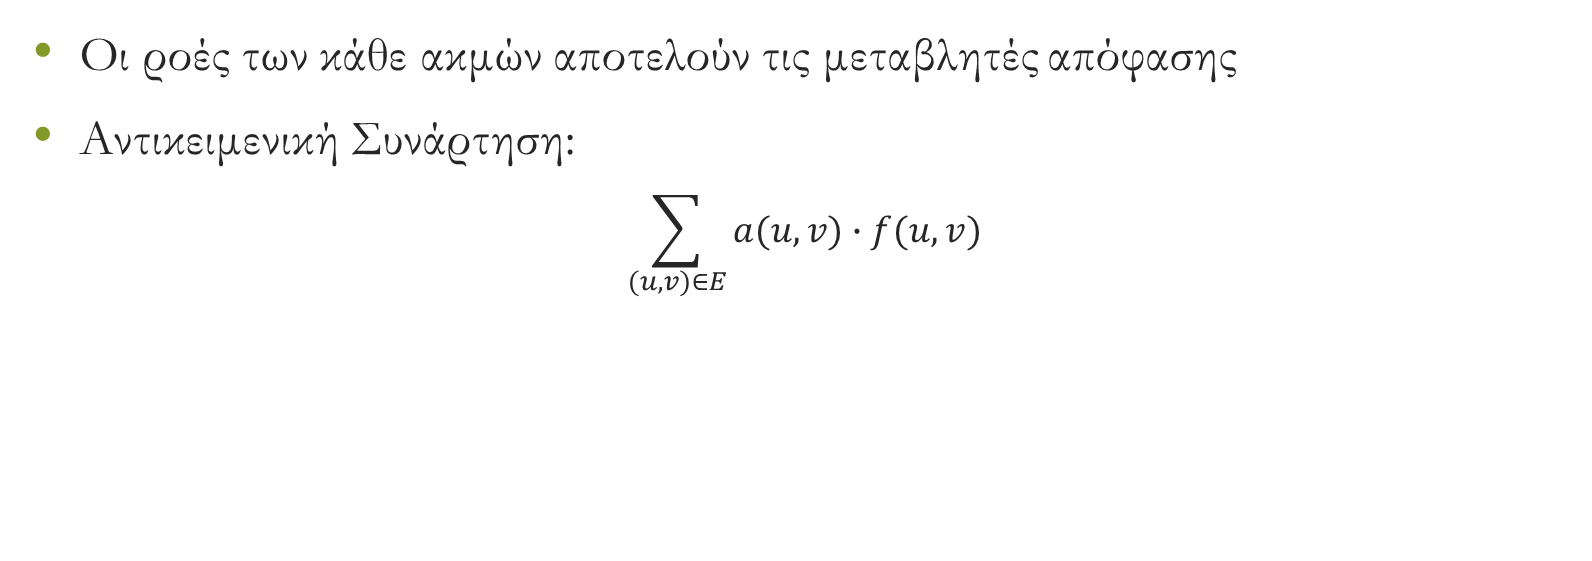 • Οι ροές των κάθε ακμών αποτελούν τις μεταβλητές απόφασης
• Αντικειμενική Συνάρτηση:
∑ a(u, v) · f(u, v)
(u,v)∈E